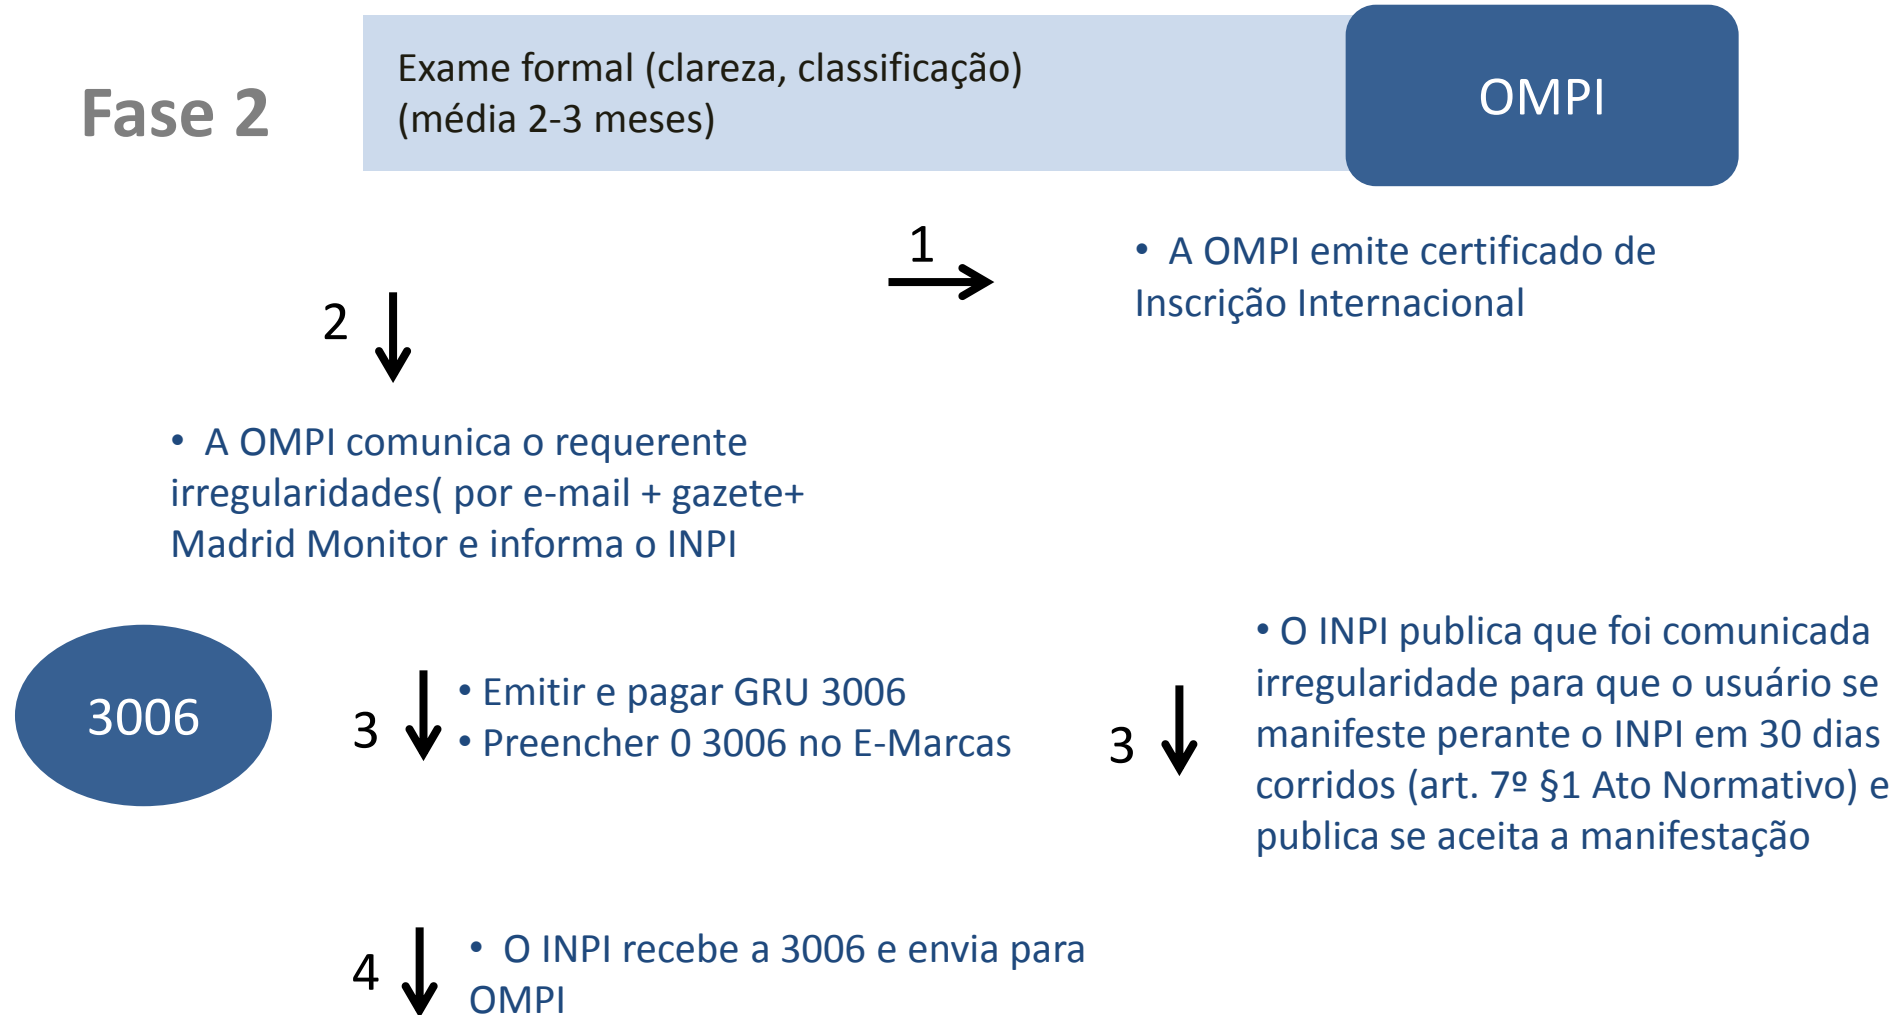 Fase 2
Exame formal (clareza, classificação)
(média 2-3 meses)
OMPI
1
• A OMPI emite certificado de
Inscrição Internacional
2
• A OMPI comunica o requerente
irregularidades( por e-mail + gazete+
Madrid Monitor e informa o INPI
3006
3
• Emitir e pagar GRU 3006
• Preencher 0 3006 no E-Marcas
3
• O INPI publica que foi comunicada
irregularidade para que o usuário se
manifeste perante o INPI em 30 dias
corridos (art. 7º §1 Ato Normativo) e
publica se aceita a manifestação
4
• O INPI recebe a 3006 e envia para
OMPI